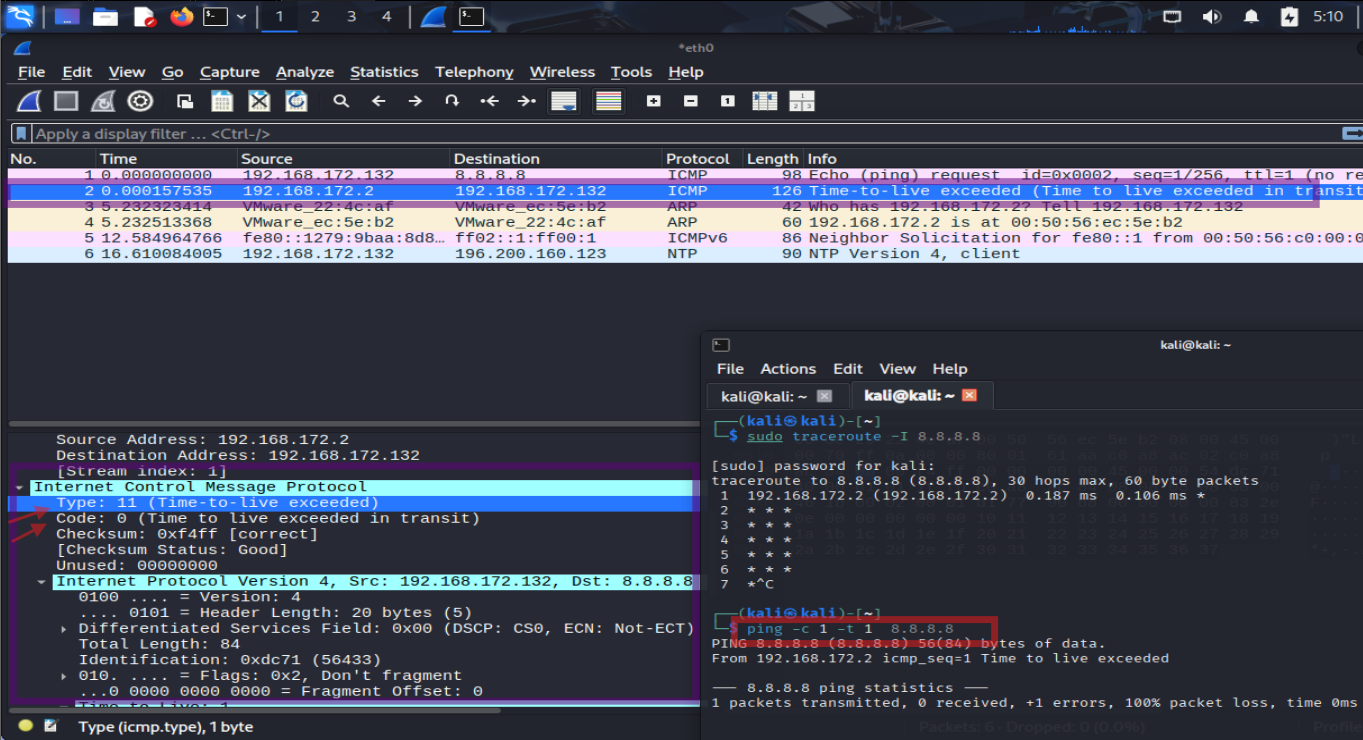 1 2 3 4 5:10
*eth0
File Edit View Go Capture Analyze Statistics Telephony Wireless Tools Help
Apply a display filter … <Ctrl-/>
No. Time Source Destination Protocol Length Info
1 0.000000000 192.168.172.132 8.8.8.8 ICMP 98 Echo (ping) request id=0x0002, seq=1/256, ttl=1 (no re
2 0.000157535 192.168.172.2 192.168.172.132 ICMP 126 Time-to-live exceeded (Time to live exceeded in transit
3 5.232323414 VMware_22:4c:af VMware_ec:5e:b2 ARP 42 Who has 192.168.172.2? Tell 192.168.172.132
4 5.232513368 VMware_ec:5e:b2 VMware_22:4c:af ARP 60 192.168.172.2 is at 00:50:56:ec:5e:b2
5 12.584964766 fe80::1279:9baa:8d8… ff02::1:ff00:1 ICMPv6 86 Neighbor Solicitation for fe80::1 from 00:50:56:c0:00:0
6 16.610084005 192.168.172.132 196.200.160.123 NTP 90 NTP Version 4, client
Source Address: 192.168.172.2
Destination Address: 192.168.172.132
[Stream index: 1]
Internet Control Message Protocol
Type: 11 (Time-to-live exceeded)
Code: 0 (Time to live exceeded in transit)
Checksum: 0xf4ff [correct]
[Checksum Status: Good]
Unused: 00000000
Internet Protocol Version 4, Src: 192.168.172.132, Dst: 8.8.8.8
0100 .... = Version: 4
.... 0101 = Header Length: 20 bytes (5)
Differentiated Services Field: 0x00 (DSCP: CS0, ECN: Not-ECT)
Total Length: 84
Identification: 0xdc71 (56433)
010. .... = Flags: 0x2, Don't fragment
...0 0000 0000 0000 = Fragment Offset: 0
Time to Live: 1
Type (icmp.type), 1 byte
kali@kali: ~
File Actions Edit View Help
kali@kali: ~ kali@kali: ~
(kali㉿kali)-[~]
$ sudo traceroute -I 8.8.8.8
[sudo] password for kali:
traceroute to 8.8.8.8 (8.8.8.8), 30 hops max, 60 byte packets
1 192.168.172.2 (192.168.172.2) 0.187 ms 0.106 ms *
2 * * *
3 * * *
4 * * *
5 * * *
6 * * *
7 *^C
(kali㉿kali)-[~]
$ ping -c 1 -t 1 8.8.8.8
PING 8.8.8.8 (8.8.8.8) 56(84) bytes of data.
From 192.168.172.2 icmp_seq=1 Time to live exceeded
--- 8.8.8.8 ping statistics ---
1 packets transmitted, 0 received, +1 errors, 100% packet loss, time 0ms
Packets: 6 · Dropped: 0 (0.0%) Profile